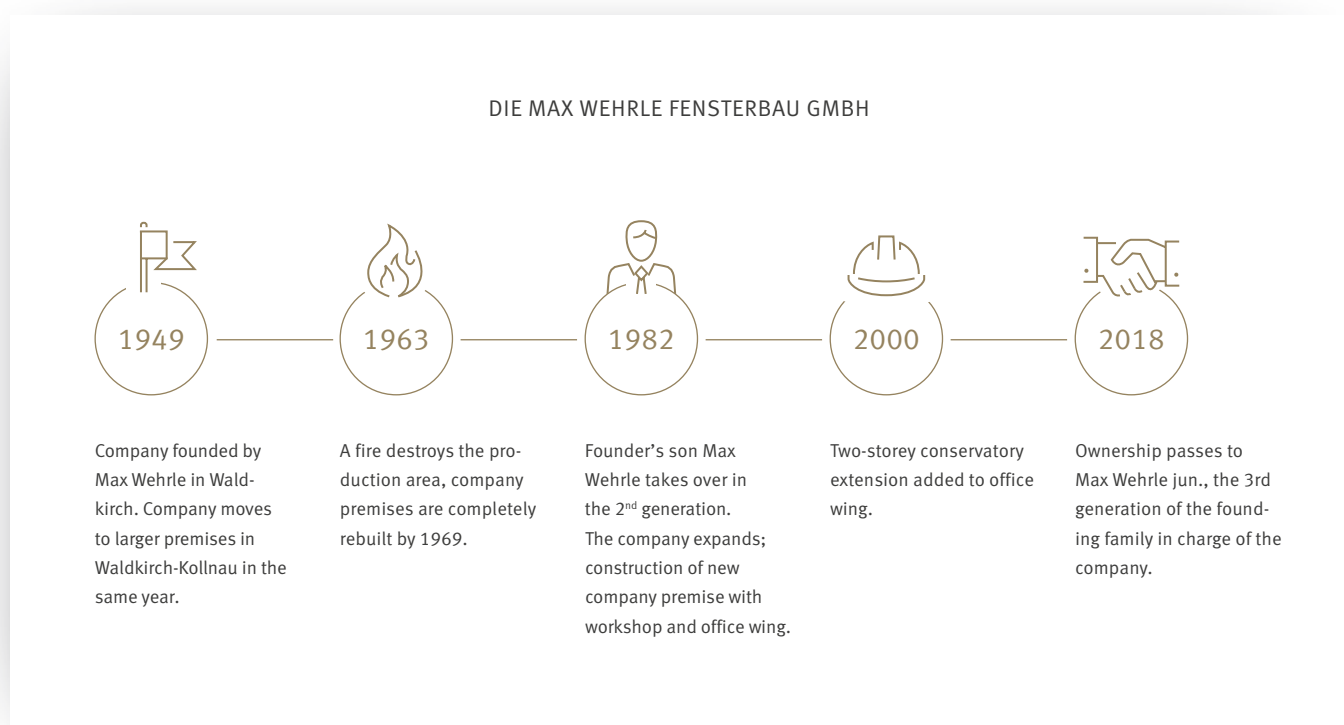 DIE MAX WEHRLE FENSTERBAU GMBH
1949
1963
1982
2000
2018
Company founded by
Max Wehrle in Wald-
kirch. Company moves
to larger premises in
Waldkirch-Kollnau in the
same year.
A fire destroys the pro-
duction area, company
premises are completely
rebuilt by 1969.
Founder’s son Max
Wehrle takes over in
the 2nd generation.
The company expands;
construction of new
company premise with
workshop and office wing.
Two-storey conservatory
extension added to office
wing.
Ownership passes to
Max Wehrle jun., the 3rd
generation of the found-
ing family in charge of the
company.